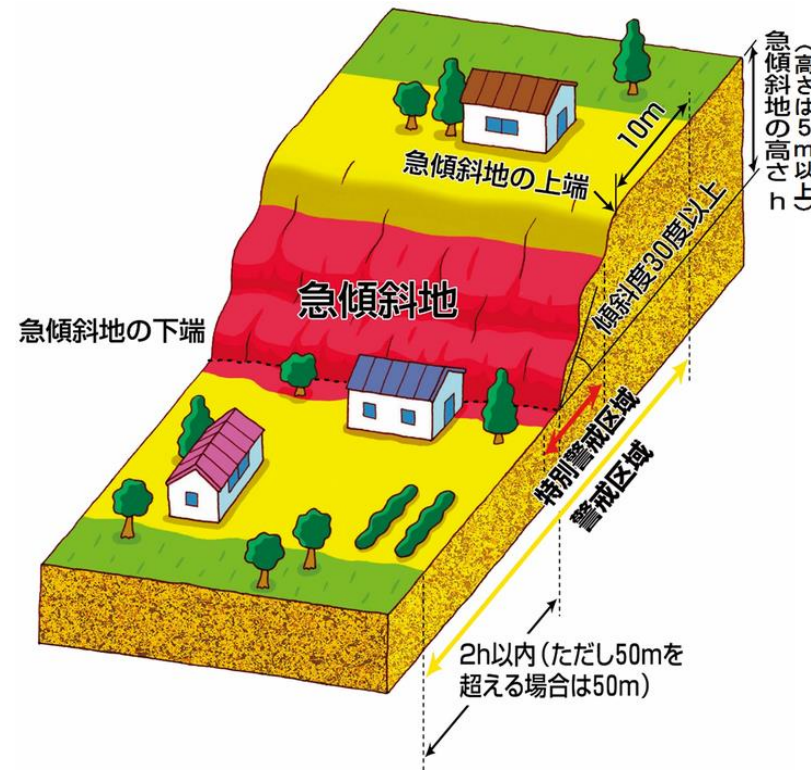 急傾斜地の高さ h
(高さは5m以上)
10m
急傾斜地の上端
傾斜度30度以上
急傾斜地
急傾斜地の下端
特別警戒区域
警戒区域
2h以内(ただし50mを
超える場合は50m)